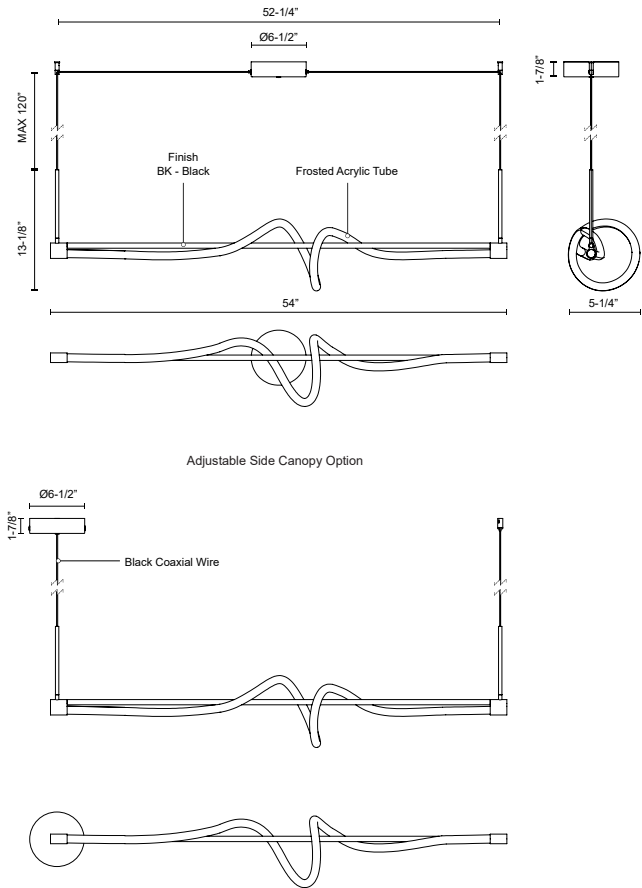 52-1/4”
Ø6-1/2”
1-7/8”
MAX 120”
Finish
BK - Black
Frosted Acrylic Tube
13-1/8”
54”
5-1/4”
Adjustable Side Canopy Option
Ø6-1/2”
1-7/8”
Black Coaxial Wire